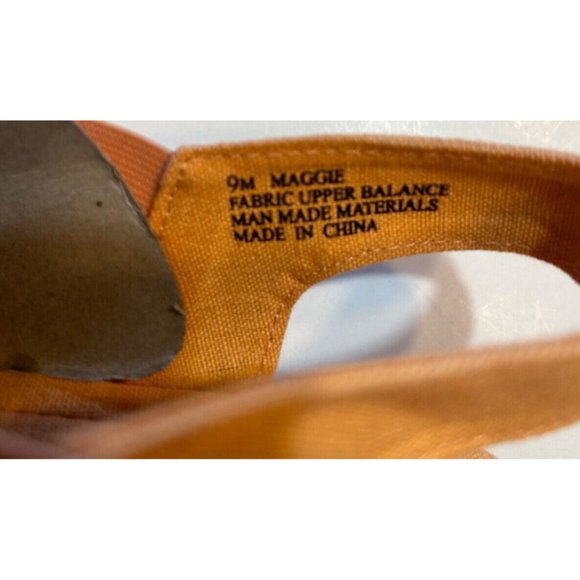 9M MAGGIE
FABRIC UPPER BALANCE
MAN MADE MATERIALS
MADE IN CHINA